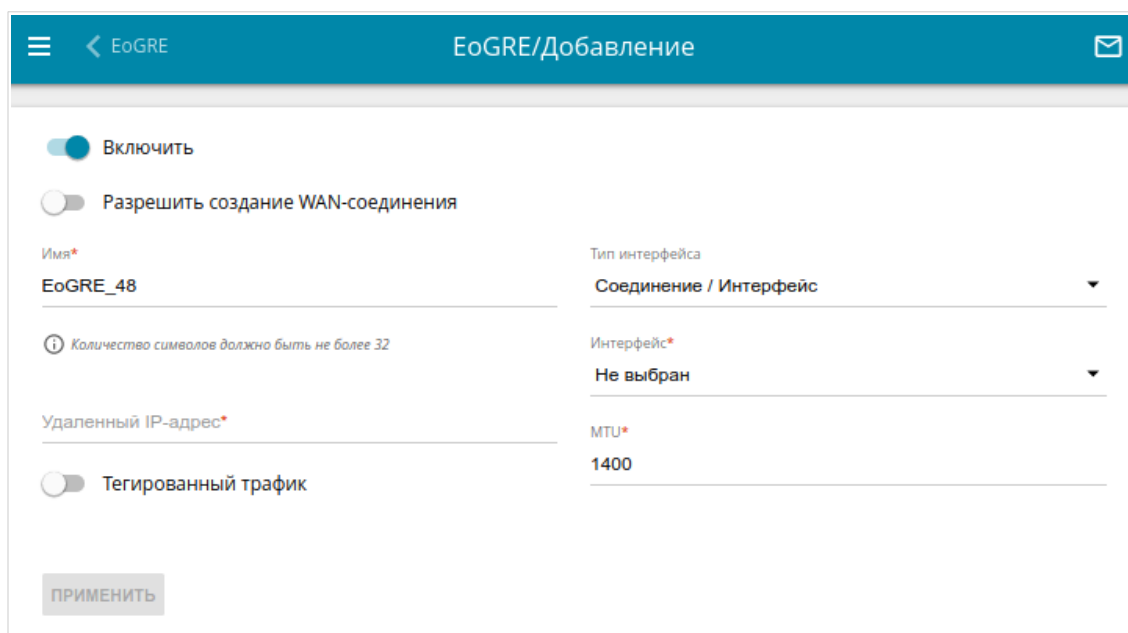 EoGRE
EoGRE/Добавление
Включить
Разрешить создание WAN-соединения
Имя*
EoGRE_48
Количество символов должно быть не более 32
Удаленный IP-адрес*
Тегированный трафик
Тип интерфейса
Соединение / Интерфейс
Интерфейс*
Не выбран
MTU*
1400
ПРИМЕНИТЬ